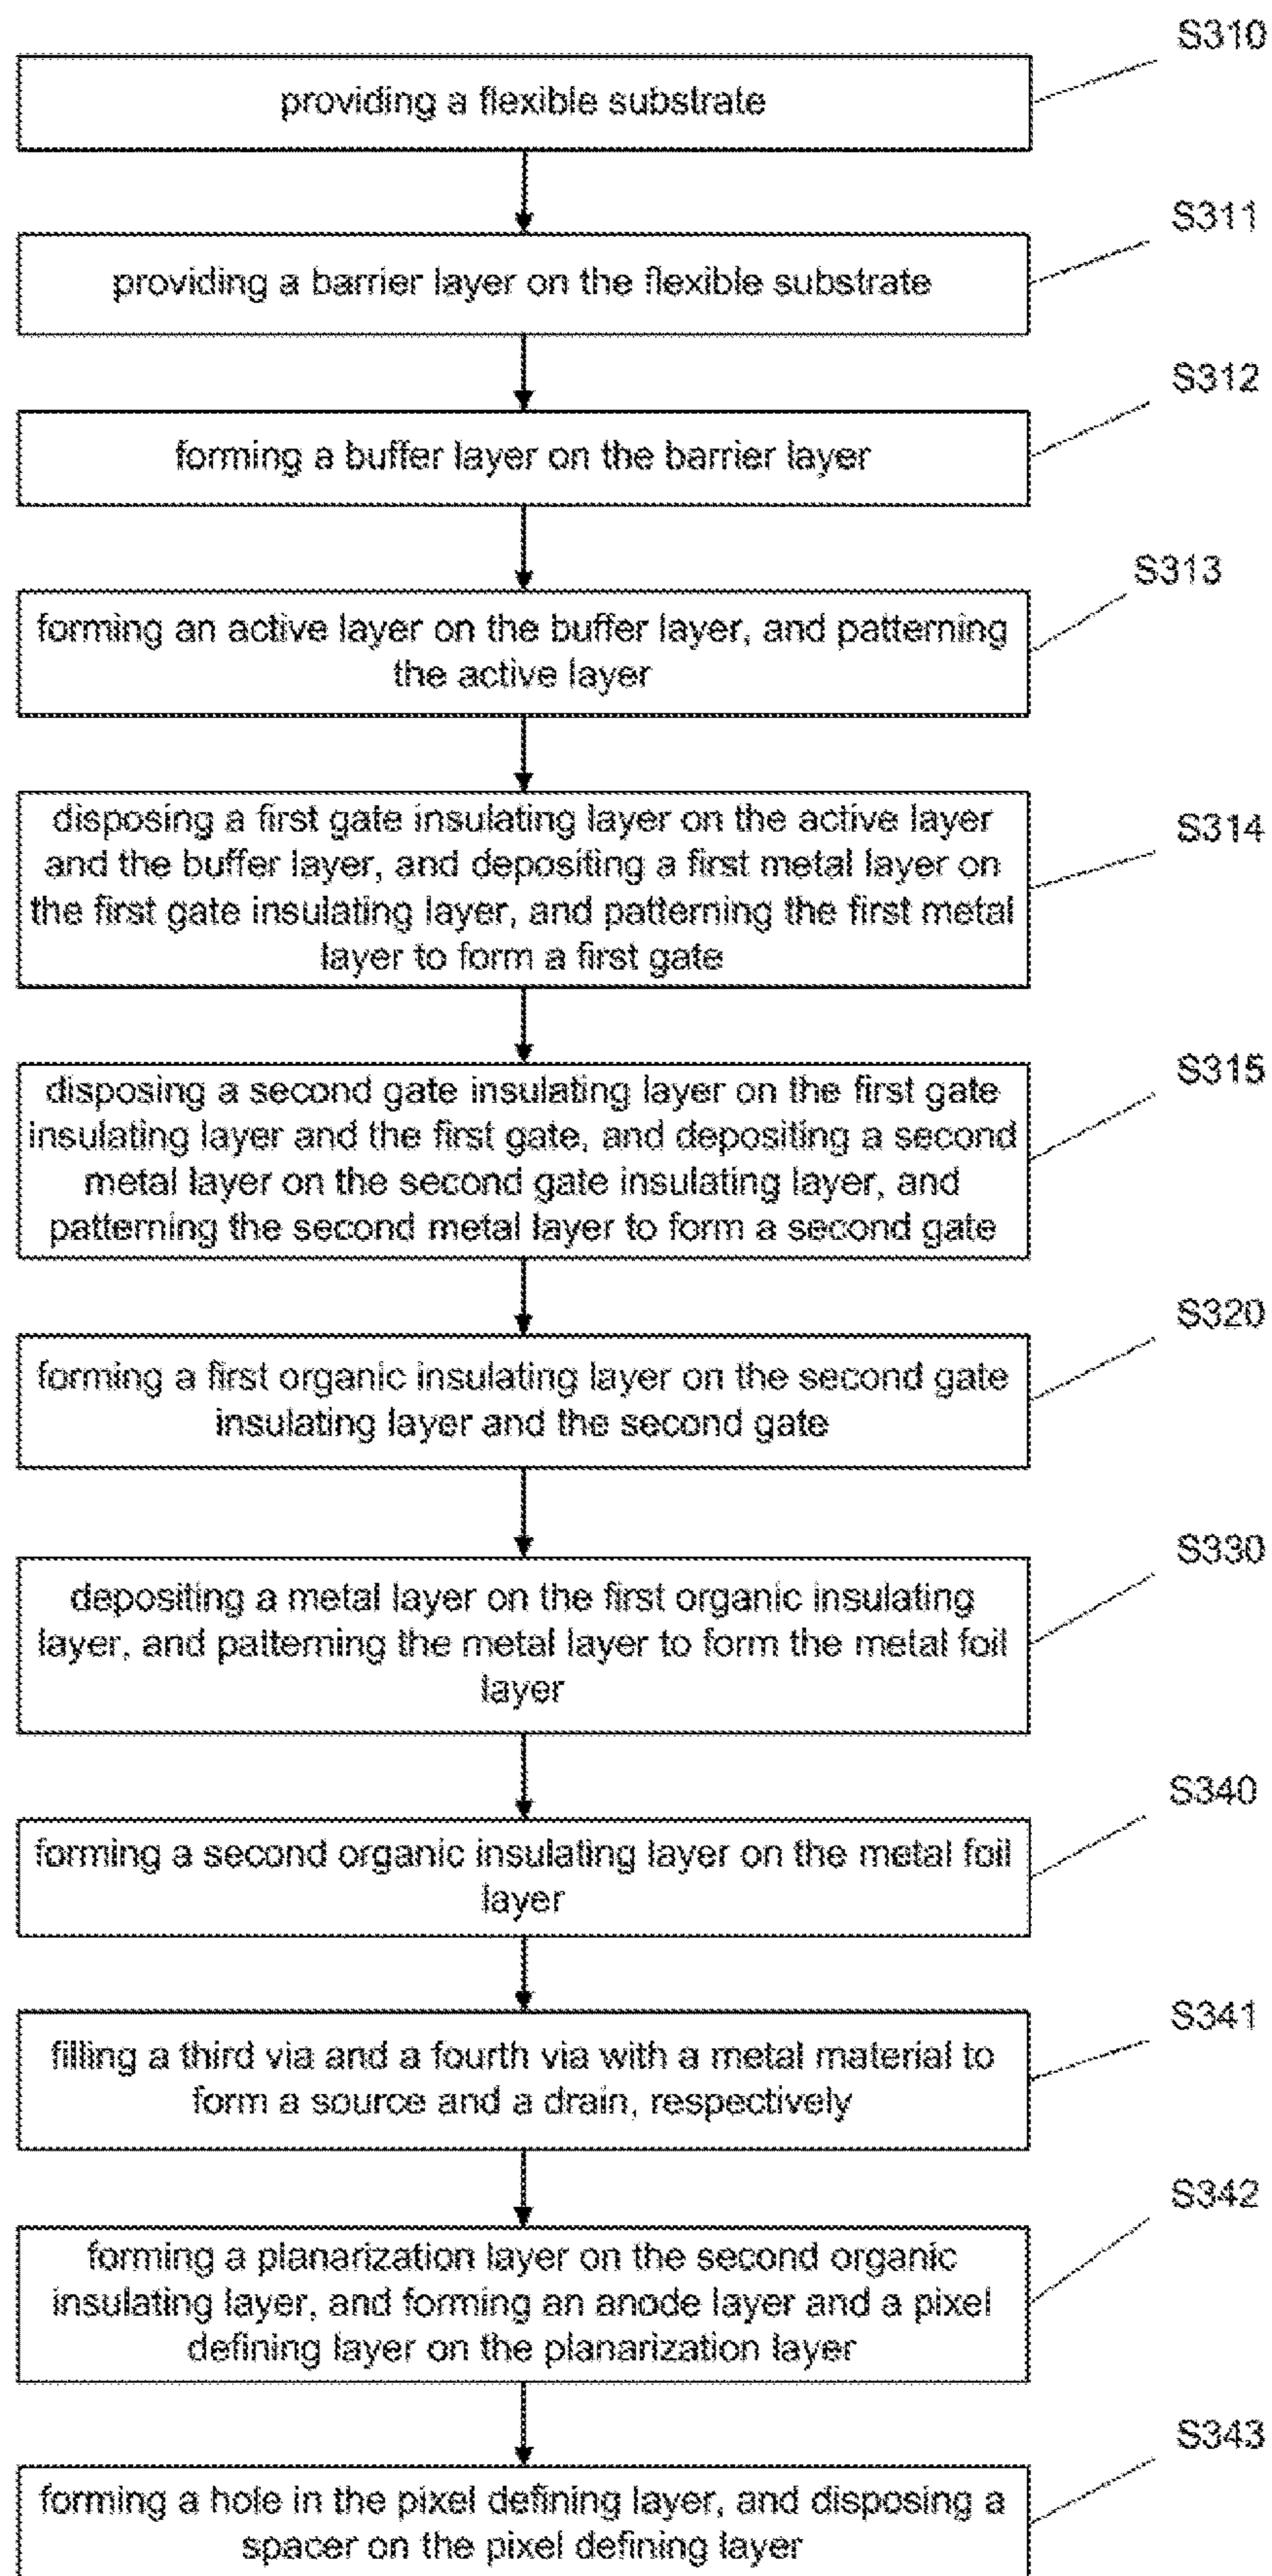 S310
providing a flexible substrate
S311
providing a barrier layer on the flexible substrate
S312
forming a buffer layer on the barrier layer
S313
forming an active layer on the buffer layer, and patterning
the active layer
S314
disposing a first gate insulating layer on the active layer
and the buffer layer, and depositing a first metal layer on
the first gate insulating layer, and patterning the first metal
layer to form a first gate
S315
disposing a second gate insulating layer on the first gate
insulating layer and the first gate, and depositing a second
metal layer on the second gate insulating layer, and
patterning the second metal layer to form a second gate
S320
forming a first organic insulating layer on the second gate
insulating layer and the second gate
S330
depositing a metal layer on the first organic insulating
layer, and patterning the metal layer to form the metal foil
layer
S340
forming a second organic insulating layer on the metal foil
layer
S341
filling a third via and a fourth via with a metal material to
form a source and a drain, respectively
S342
forming a planarization layer on the second organic
insulating layer, and forming an anode layer and a pixel
defining layer on the planarization layer
S343
forming a hole in the pixel defining layer, and disposing a
spacer on the pixel defining layer